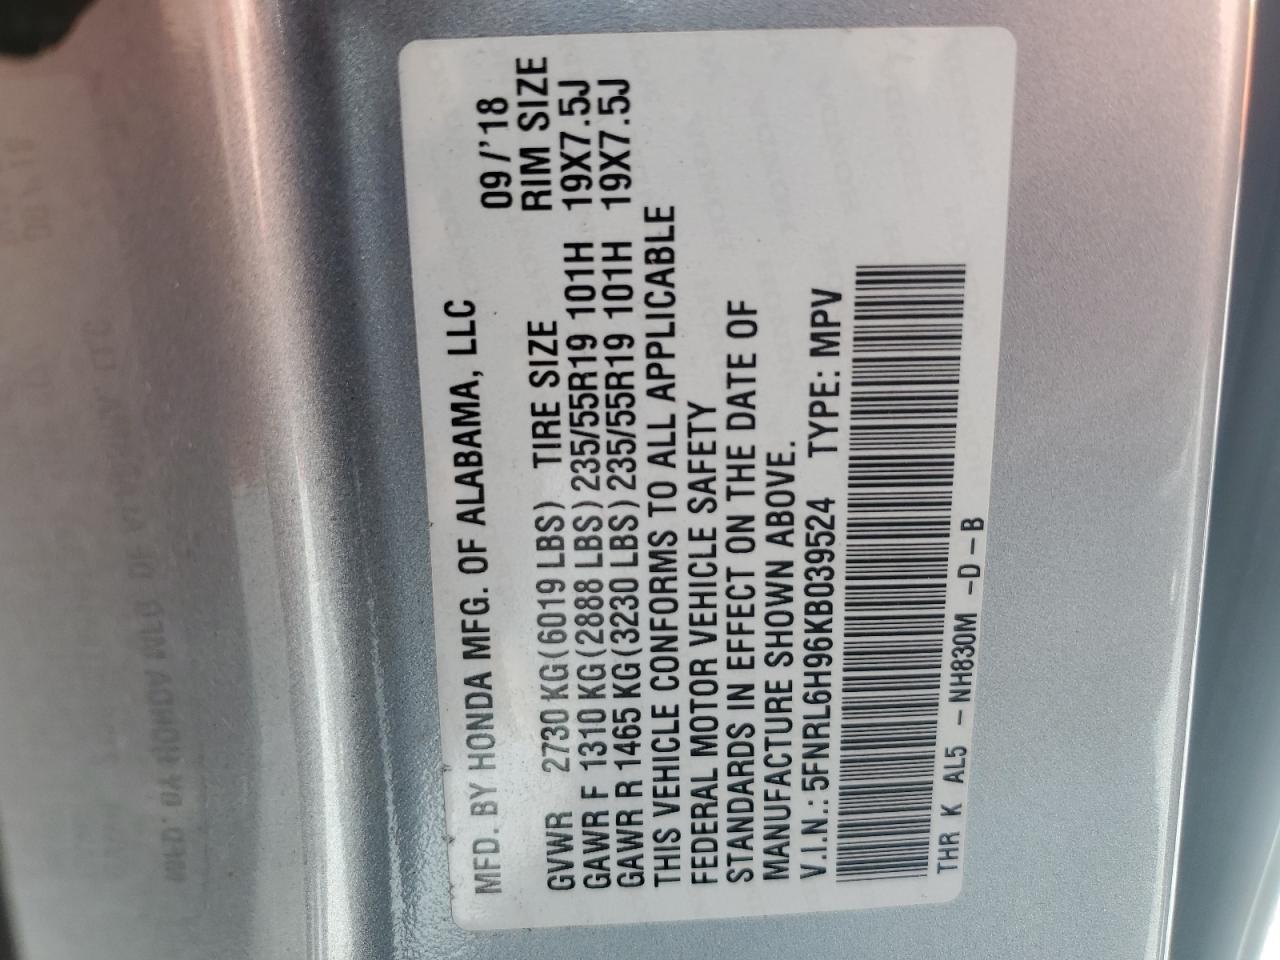 MFD. BY HONDA MFG. OF ALABAMA, LLC
09/'18
TIRE SIZE RIM SIZE
GVWR 2730 KG(6019 LBS)
GAWR F 1310 KG(2888 LBS) 235/55R19 101H 19X7.5J
GAWR R 1465 KG(3230 LBS) 235/55R19 101H 19X7.5J
THIS VEHICLE CONFORMS TO ALL APPLICABLE
FEDERAL MOTOR VEHICLE SAFETY
STANDARDS IN EFFECT ON THE DATE OF
MANUFACTURE SHOWN ABOVE.
V.I.N.: 5FNRL6H96KB039524 TYPE: MPV
THR K AL5 - NH830M -D-B